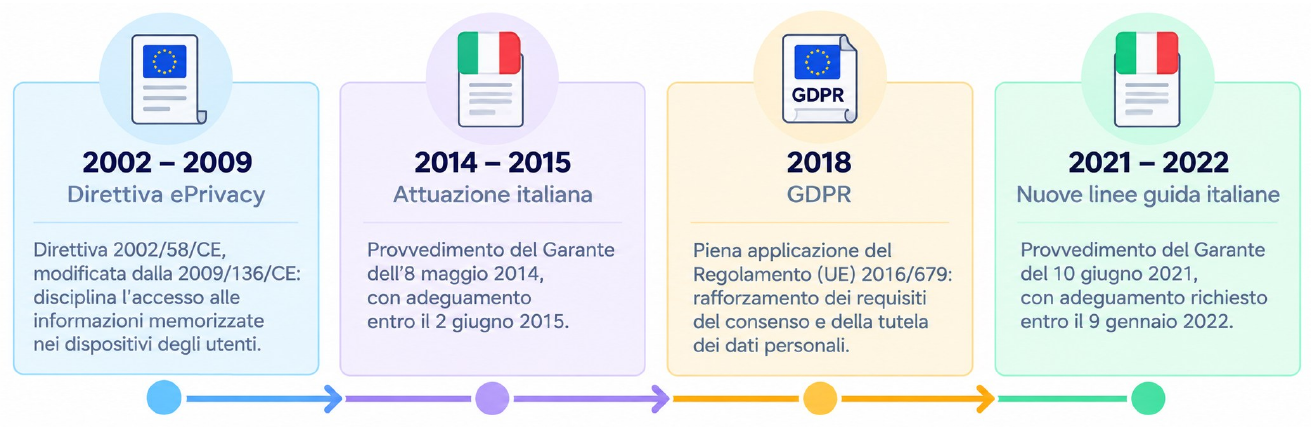 2002 – 2009
Direttiva ePrivacy
Direttiva 2002/58/CE,
modificata dalla 2009/136/CE:
disciplina l'accesso alle
informazioni memorizzate
nei dispositivi degli utenti.
2014 – 2015
Attuazione italiana
Provvedimento del Garante
dell'8 maggio 2014,
con adeguamento
entro il 2 giugno 2015.
GDPR
2018
GDPR
Piena applicazione del
Regolamento (UE) 2016/679:
rafforzamento dei requisiti
del consenso e della tutela
dei dati personali.
2021 – 2022
Nuove linee guida italiane
Provvedimento del Garante
del 10 giugno 2021,
con adeguamento richiesto
entro il 9 gennaio 2022.